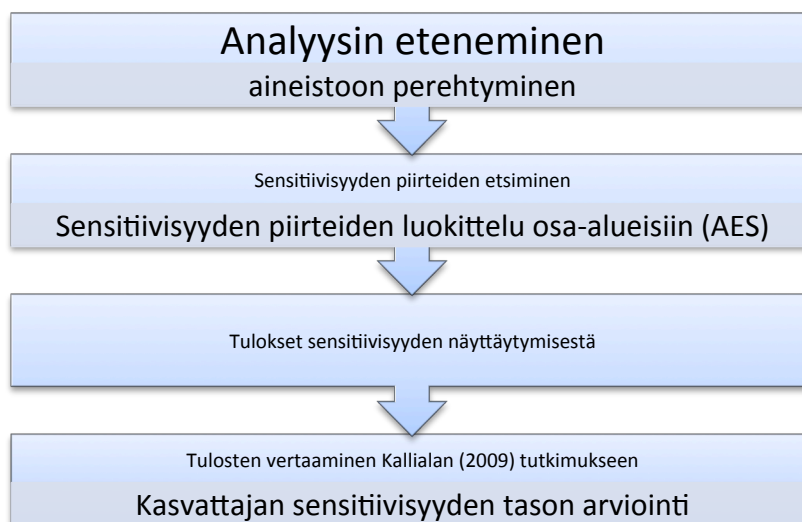 Analyysin eteneminen
aineistoon perehtyminen
Sensitiivisyyden piirteiden etsiminen
Sensitiivisyyden piirteiden luokittelu osa-alueisiin (AES)
Tulokset sensitiivisyyden näyttäytymisestä
Tulosten vertaaminen Kallialan (2009) tutkimukseen
Kasvattajan sensitiivisyyden tason arviointi